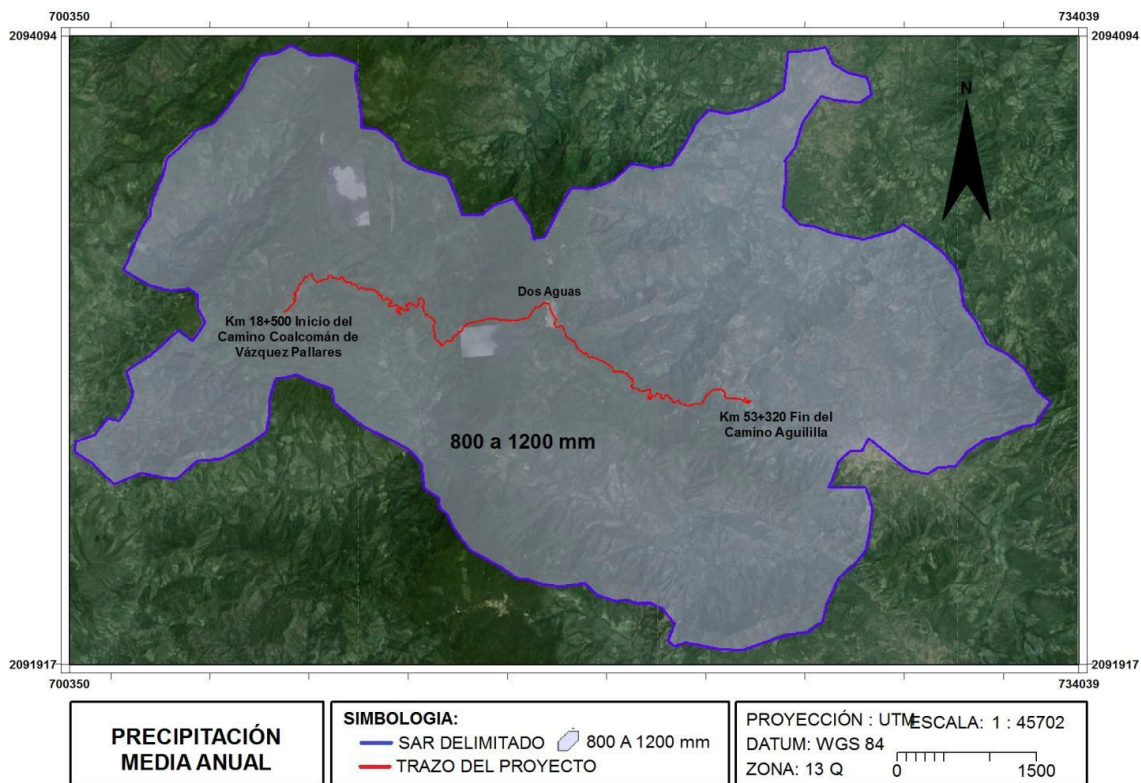 700350
734039
2094094
2094094
N
Dos Aguas
Km 18+500 Inicio del
Camino Coalcomán de
Vázquez Pallares
Km 53+320 Fin del
Camino Aguililla
800 a 1200 mm
2091917
2091917
700350
734039
PRECIPITACIÓN
MEDIA ANUAL
SIMBOLOGIA:
SAR DELIMITADO
800 A 1200 mm
TRAZO DEL PROYECTO
PROYECCIÓN : UTM
ESCALA: 1 : 45702
DATUM: WGS 84
ZONA: 13 Q
0
1500